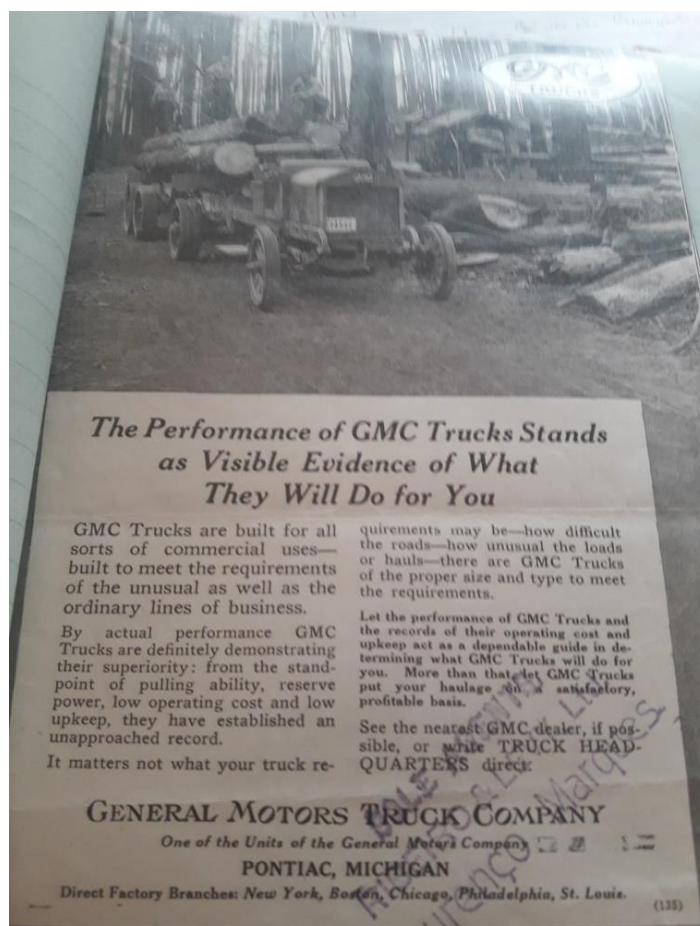 GMC
TRUCKS
The Performance of GMC Trucks Stands
as Visible Evidence of What
They Will Do for You
GMC Trucks are built for all
sorts of commercial uses—
built to meet the requirements
of the unusual as well as the
ordinary lines of business.
By actual performance GMC
Trucks are definitely demonstrating
their superiority: from the stand-
point of pulling ability, reserve
power, low operating cost and low
upkeep, they have established an
unapproached record.
It matters not what your truck re-
quirements may be—how difficult
the roads—how unusual the loads
or hauls—there are GMC Trucks
of the proper size and type to meet
the requirements.
Let the performance of GMC Trucks and
the records of their operating cost and
upkeep act as a dependable guide in de-
termining what GMC Trucks will do for
you. More than that, let GMC Trucks
put your haulage on a satisfactory,
profitable basis.
See the nearest GMC dealer, if pos-
sible, or write TRUCK HEAD-
QUARTERS direct:
GENERAL MOTORS TRUCK COMPANY
One of the Units of the General Motors Company
PONTIAC, MICHIGAN
Direct Factory Branches: New York, Boston, Chicago, Philadelphia, St. Louis.
(135)
SOLE AGENTS
Marques